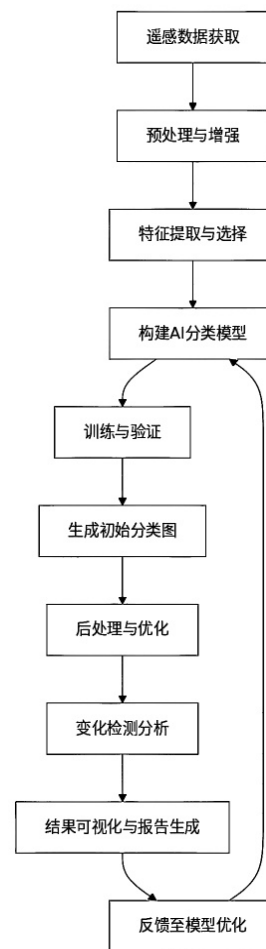 遥感数据获取
预处理与增强
特征提取与选择
构建AI分类模型
训练与验证
生成初始分类图
后处理与优化
变化检测分析
结果可视化与报告生成
反馈至模型优化